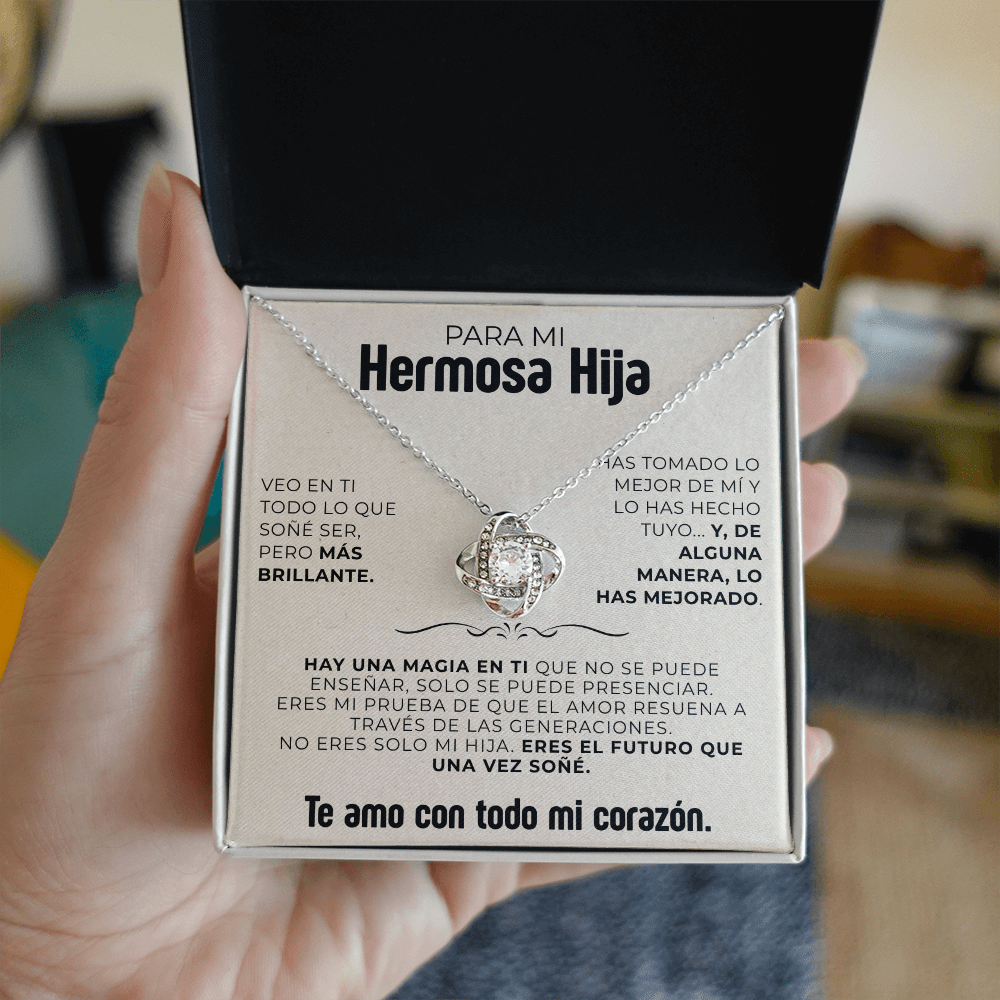 PARA MI
Hermosa Hija
VEO EN TI
TODO LO QUE
SOÑÉ SER,
PERO MÁS
BRILLANTE.
HAS TOMADO LO
MEJOR DE MÍ Y
LO HAS HECHO
TUYO... Y, DE
ALGUNA
MANERA, LO
HAS MEJORADO.
HAY UNA MAGIA EN TI QUE NO SE PUEDE
ENSEÑAR, SOLO SE PUEDE PRESENCIAR.
ERES MI PRUEBA DE QUE EL AMOR RESUENA A
TRAVÉS DE LAS GENERACIONES.
NO ERES SOLO MI HIJA. ERES EL FUTURO QUE
UNA VEZ SOÑÉ.
Te amo con todo mi corazón.